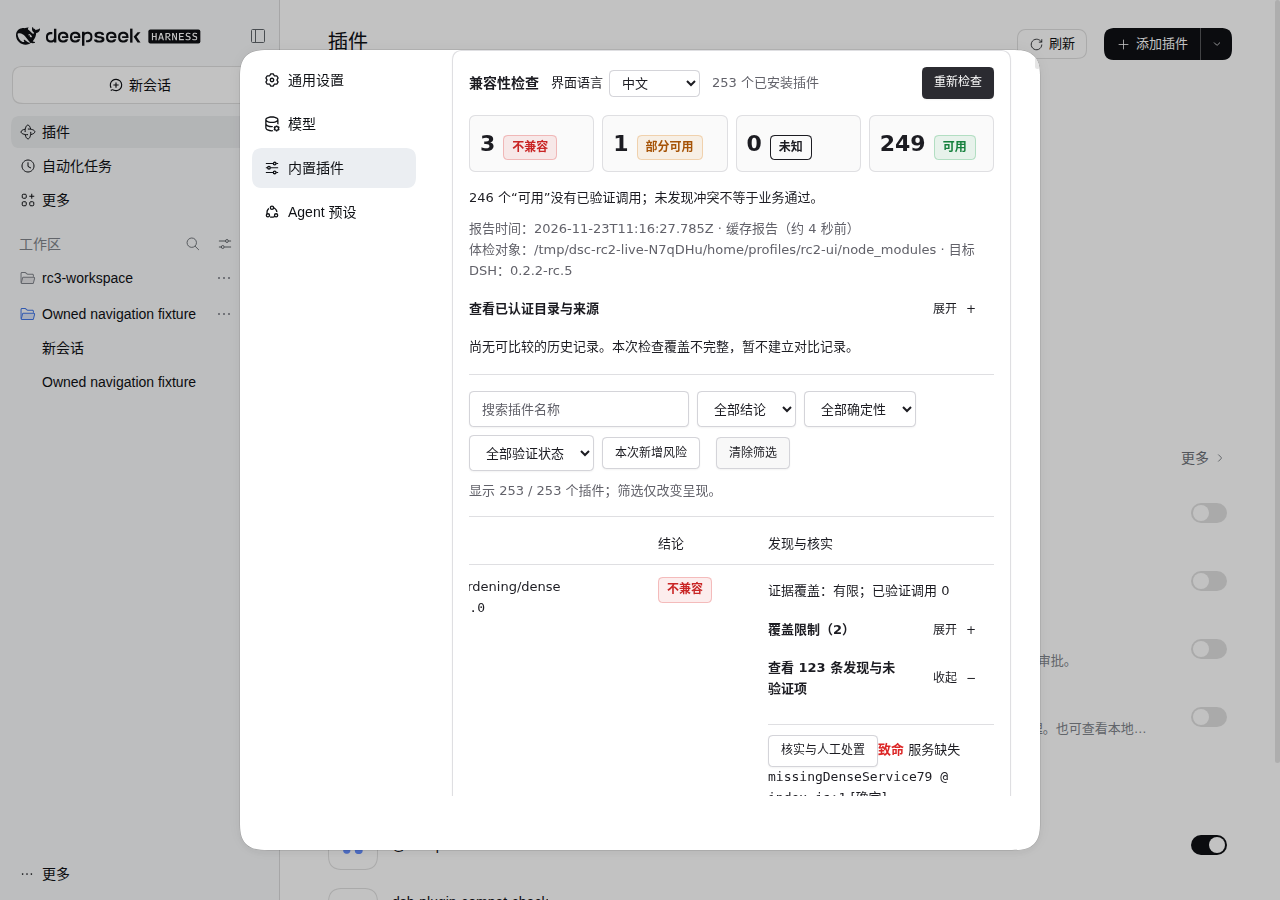 deepseek HARNESS
新会话
插件
自动化任务
更多
工作区
rc3-workspace
Owned navigation fixture
新会话
Owned navigation fixture
更多
插件
刷新
添加插件
更多
审批。
也可查看本地...
通用设置
模型
内置插件
Agent 预设
兼容性检查 界面语言 中文 253 个已安装插件 重新检查
3 不兼容 1 部分可用 0 未知 249 可用
246 个“可用”没有已验证调用；未发现冲突不等于业务通过。
报告时间：2026-11-23T11:16:27.785Z · 缓存报告（约 4 秒前）
体检对象：/tmp/dsc-rc2-live-N7qDHu/home/profiles/rc2-ui/node_modules · 目标
DSH：0.2.2-rc.5
查看已认证目录与来源 展开 +
尚无可比较的历史记录。本次检查覆盖不完整，暂不建立对比记录。
搜索插件名称 全部结论 全部确定性
全部验证状态 本次新增风险 清除筛选
显示 253 / 253 个插件；筛选仅改变呈现。
结论 发现与核实
rdening/dense 不兼容 证据覆盖：有限；已验证调用 0
.0
覆盖限制（2） 展开 +
查看 123 条发现与未
验证项 收起 −
核实与人工处置 致命 服务缺失
missingDenseService79 @